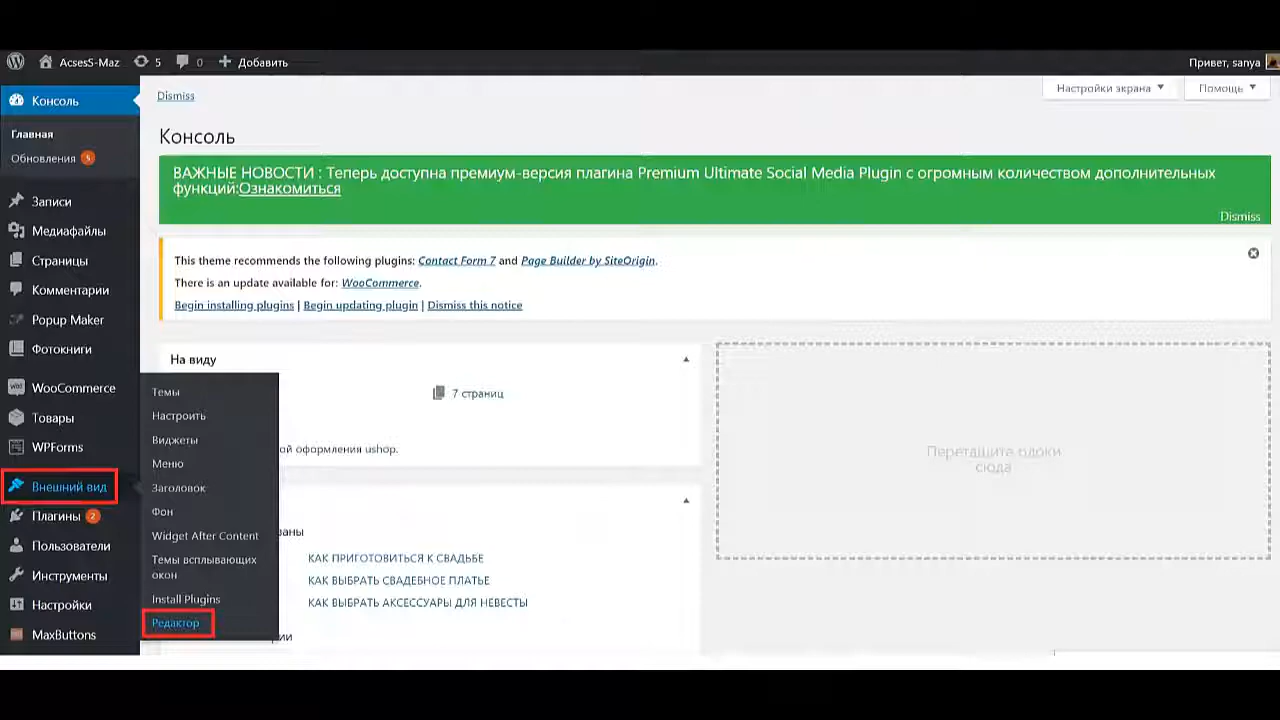 AcsesS-Maz 5 0 Добавить
Привет, sanya
Консоль
Главная
Обновления 5
Записи
Медиафайлы
Страницы
Комментарии
Popup Maker
Фотокниги
WooCommerce
Товары
WPForms
Внешний вид
Плагины 2
Пользователи
Инструменты
Настройки
MaxButtons
Темы
Настроить
Виджеты
Меню
Заголовок
Фон
Widget After Content
Темы всплывающих
окон
Install Plugins
Редактор
Dismiss
Настройки экрана
Помощь
Консоль
ВАЖНЫЕ НОВОСТИ : Теперь доступна премиум-версия плагина Premium Ultimate Social Media Plugin с огромным количеством дополнительных
функций:Ознакомиться
Dismiss
This theme recommends the following plugins: Contact Form 7 and Page Builder by SiteOrigin.
There is an update available for: WooCommerce.
Begin installing plugins | Begin updating plugin | Dismiss this notice
На виду
7 страниц
ой оформления ushop.
аны
КАК ПРИГОТОВИТЬСЯ К СВАДЬБЕ
КАК ВЫБРАТЬ СВАДЕБНОЕ ПЛАТЬЕ
КАК ВЫБРАТЬ АКСЕССУАРЫ ДЛЯ НЕВЕСТЫ
ии
Перетащите блоки
сюда